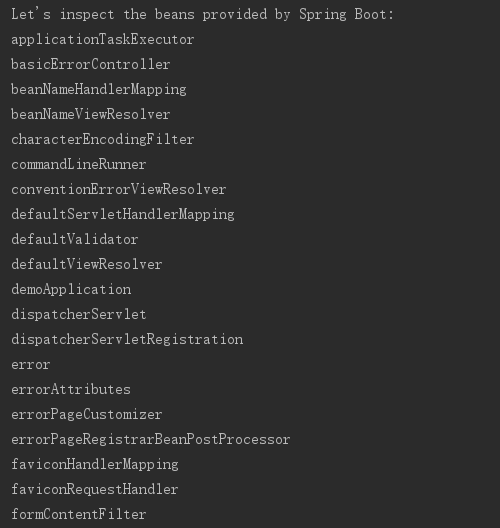 Let's inspect the beans provided by Spring Boot:
applicationTaskExecutor
basicErrorController
beanNameHandlerMapping
beanNameViewResolver
characterEncodingFilter
commandLineRunner
conventionErrorViewResolver
defaultServletHandlerMapping
defaultValidator
defaultViewResolver
demoApplication
dispatcherServlet
dispatcherServletRegistration
error
errorAttributes
errorPageCustomizer
errorPageRegistrarBeanPostProcessor
faviconHandlerMapping
faviconRequestHandler
formContentFilter